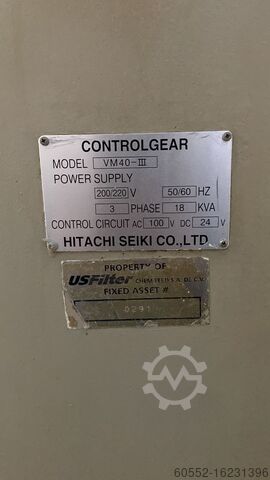 CONTROLGEAR
MODEL VM40-III
POWER SUPPLY
200/220 V 50/60 HZ
3 PHASE 18 KVA
CONTROL CIRCUIT AC 100 V DC 24 V
HITACHI SEIKI CO.,LTD.
PROPERTY OF
USFilter S.A. DE C.V.
FIXED ASSET #
0291
60552-16231396